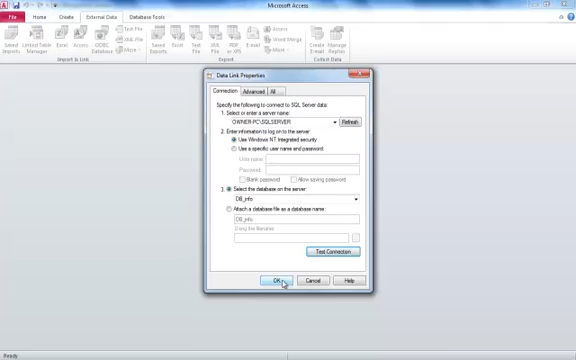 Microsoft Access
File Home Create External Data Database Tools
Saved Imports
Linked Table Manager
Excel
Access
ODBC Database
Text File
XML File
More
Saved Exports
Excel
Text File
XML File
PDF or XPS
E-mail
Access
Word Merge
More
Create E-mail
Manage Replies
Import & Link
Export
Collect Data
Data Link Properties
Connection Advanced All
Specify the following to connect to SQL Server data:
1. Select or enter a server name:
OWNER-PC\SQLSERVER
Refresh
2. Enter information to log on to the server:
Use Windows NT Integrated security
Use a specific user name and password:
User name:
Password:
Blank password Allow saving password
3. Select the database on the server:
DB_info
Attach a database file as a database name:
DB_info
Using the filename:
Test Connection
OK Cancel Help
Ready